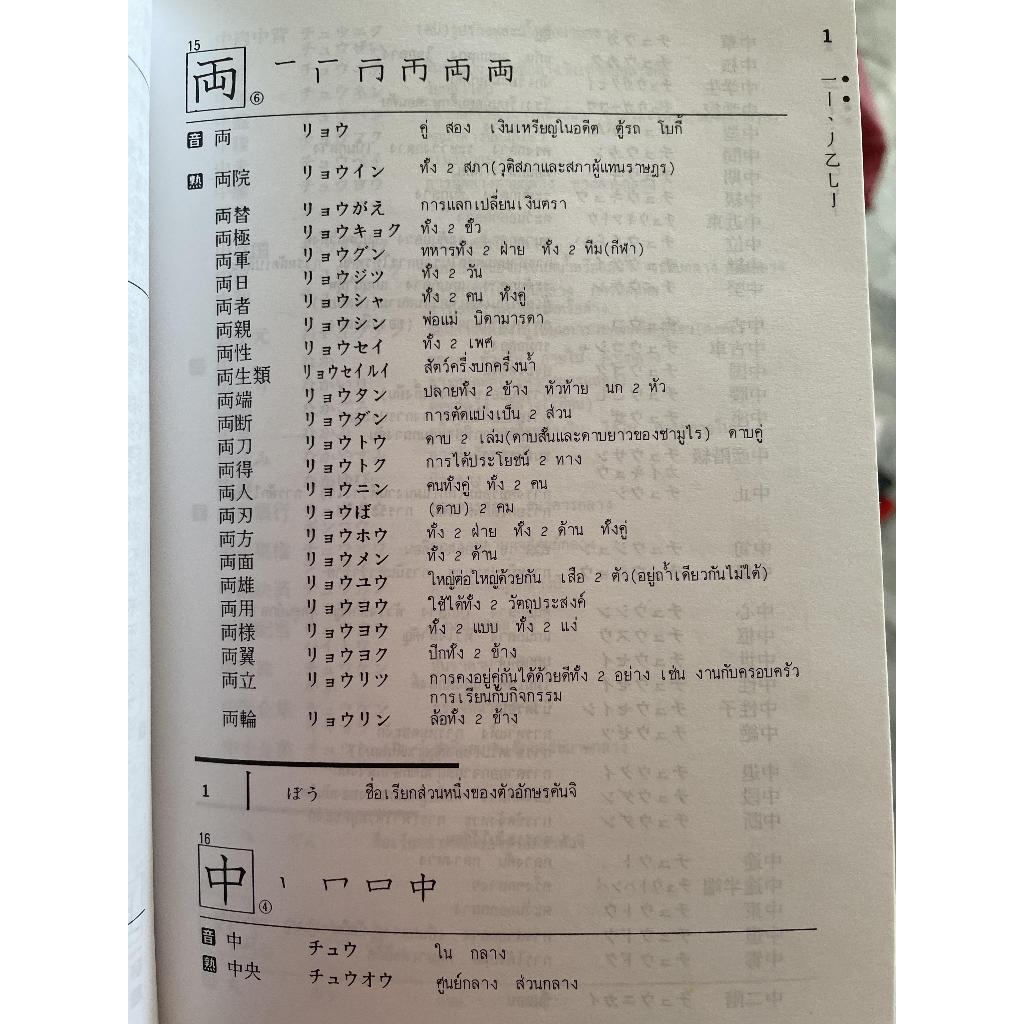 1
一丨丶丿乙乚亅
15
両 ⑥ 一 両
音 両 リョウ คู่ สอง เงินเหรียญในอดีต ตู้รถ โบกี้
熟 両院 リョウイン ทั้ง 2 สภา(วุติสภาและสภาผู้แทนราษฎร)
両替 リョウがえ การแลกเปลี่ยนเงินตรา
両極 リョウキョク ทั้ง 2 ขั้ว
両軍 リョウグン ทหารทั้ง 2 ฝ่าย ทั้ง 2 ทีม(กีฬา)
両日 リョウジツ ทั้ง 2 วัน
両者 リョウシャ ทั้ง 2 คน ทั้งคู่
両親 リョウシン พ่อแม่ บิดามารดา
両性 リョウセイ ทั้ง 2 เพศ
両生類 リョウセイルイ สัตว์ครึ่งบกครึ่งน้ำ
両端 リョウタン ปลายทั้ง 2 ข้าง หัวท้าย นก 2 หัว
両断 リョウダン การตัดแบ่งเป็น 2 ส่วน
両刀 リョウトウ ดาบ 2 เล่ม(ดาบสั้นและดาบยาวของซามูไร) ดาบคู่
両得 リョウトク การได้ประโยชน์ 2 ทาง
両人 リョウニン คนทั้งคู่ ทั้ง 2 คน
両刃 リョウば (ดาบ) 2 คม
両方 リョウホウ ทั้ง 2 ฝ่าย ทั้ง 2 ด้าน ทั้งคู่
両面 リョウメン ทั้ง 2 ด้าน
両雄 リョウユウ ใหญ่ต่อใหญ่ด้วยกัน เสือ 2 ตัว(อยู่ถ้ำเดียวกันไม่ได้)
両用 リョウヨウ ใช้ได้ทั้ง 2 วัตถุประสงค์
両様 リョウヨウ ทั้ง 2 แบบ ทั้ง 2 แง่
両翼 リョウヨク ปีกทั้ง 2 ข้าง
両立 リョウリツ การคงอยู่คู่กันได้ด้วยดีทั้ง 2 อย่าง เช่น งานกับครอบครัว
การเรียนกับกิจกรรม
両輪 リョウリン ล้อทั้ง 2 ข้าง
1 丨 ぼう ชื่อเรียกส่วนหนึ่งของตัวอักษรคันจิ
16
中 ④ 中
音 中 チュウ ใน กลาง
熟 中央 チュウオウ ศูนย์กลาง ส่วนกลาง